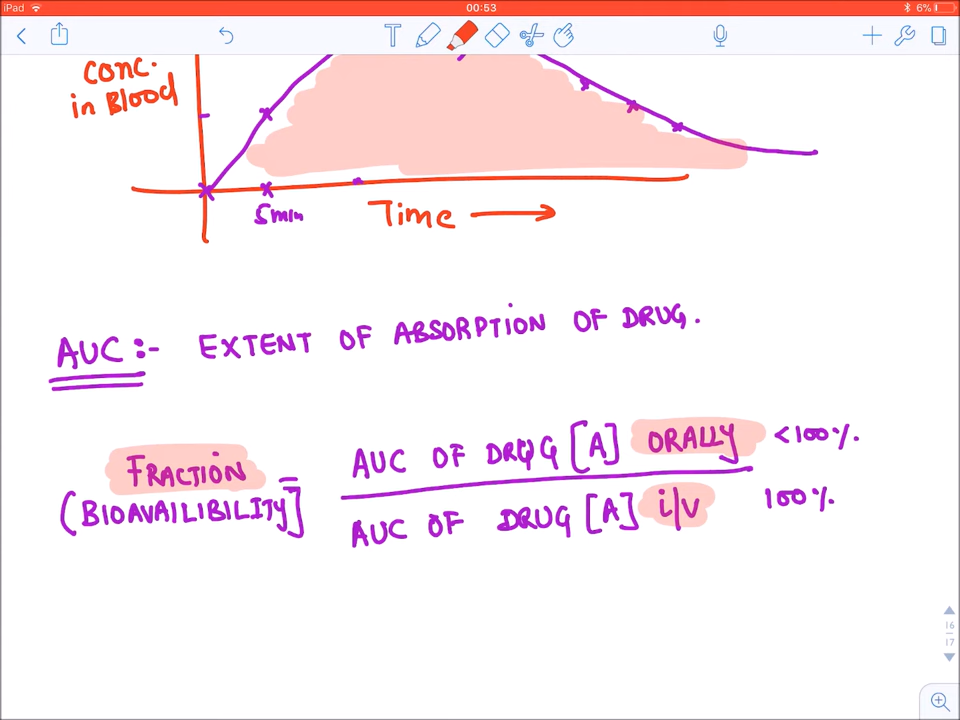 iPad 00:53 6%
T
conc.
in Blood
5min
Time
AUC :- EXTENT OF ABSORPTION OF DRUG.
FRACTION =
(BIOAVAILIBILITY]
AUC OF DRUG [A] ORALLY <100%.
AUC OF DRUG [A] i/v 100%.
16
17